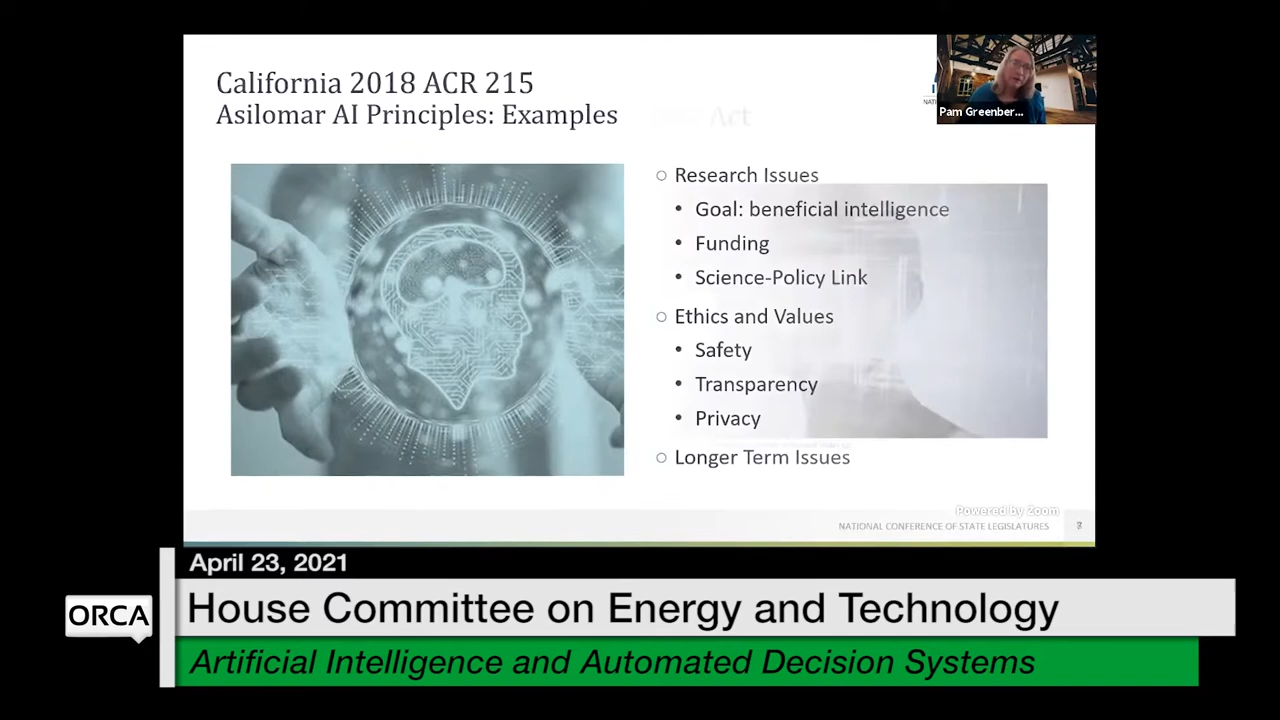 California 2018 ACR 215
Asilomar AI Principles: Examples
Act
Pam Greenber...
Research Issues
Goal: beneficial intelligence
Funding
Science-Policy Link
Ethics and Values
Safety
Transparency
Privacy
Longer Term Issues
Powered by Zoom
NATIONAL CONFERENCE OF STATE LEGISLATURES
April 23, 2021
ORCA
House Committee on Energy and Technology
Artificial Intelligence and Automated Decision Systems